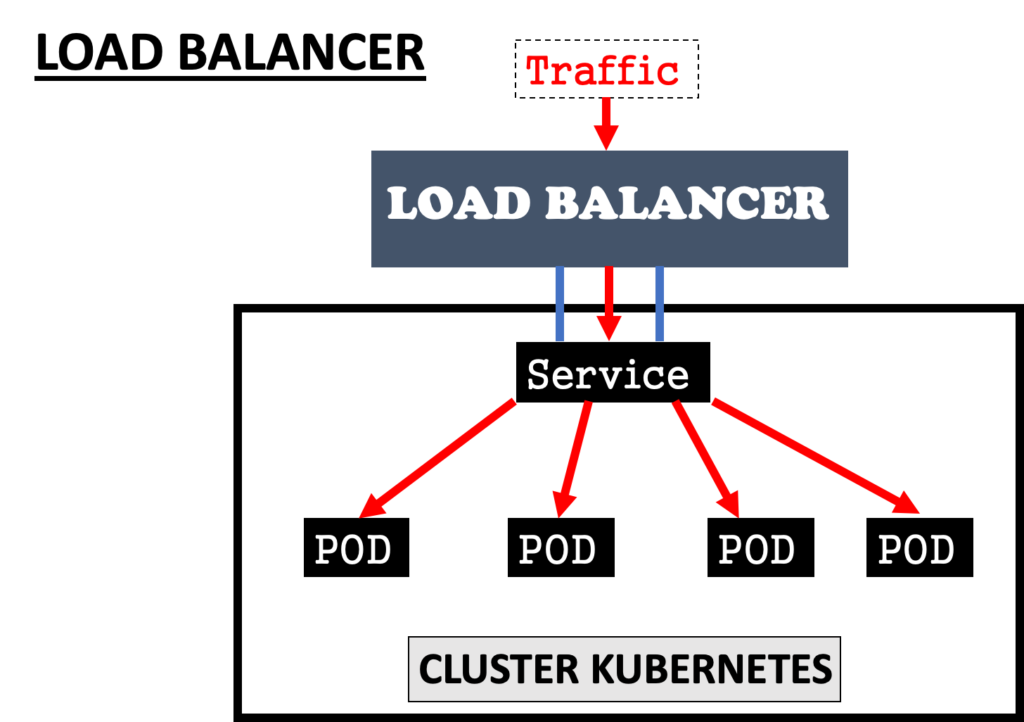 LOAD BALANCER
Traffic
LOAD BALANCER
Service
POD
POD
POD
POD
CLUSTER KUBERNETES